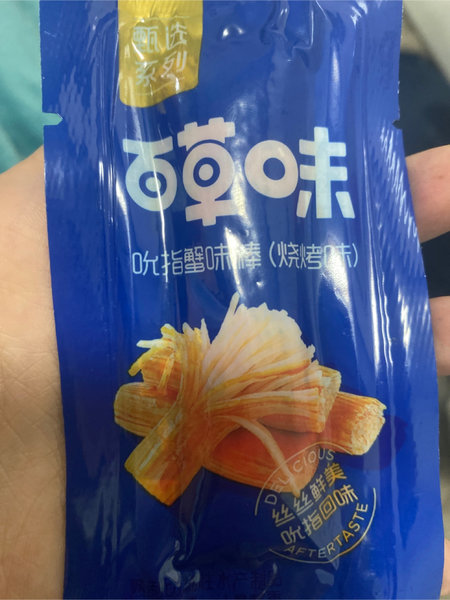 甄选
系列
百草味
吮指蟹味棒(烧烤味)
DELICIOUS
丝丝鲜美
吮指回味
AFTERTASTE